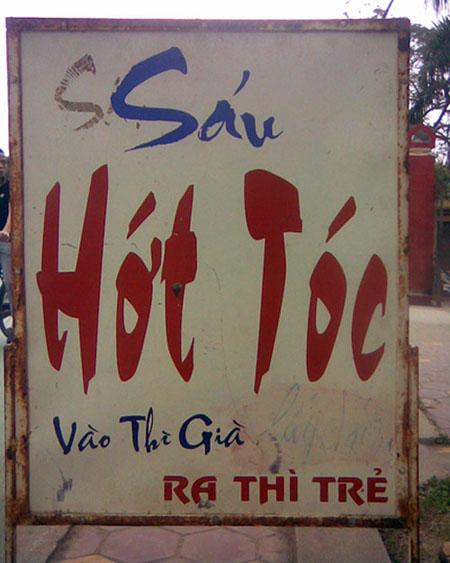 Sáu
Hớt Tóc
Vào Thì Già
RA THÌ TRẺ